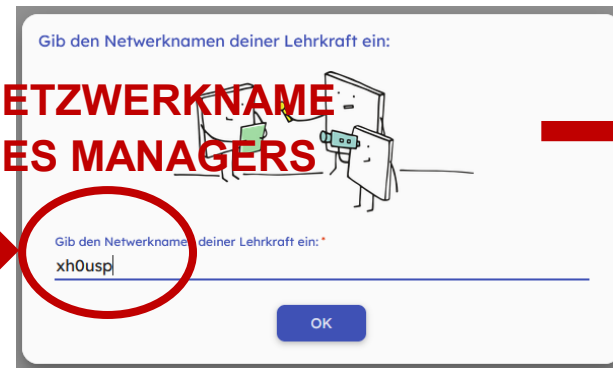 Gib den Netwerknamen deiner Lehrkraft ein:
ETZWERKNAME
ES MANAGERS
Gib den Netwerknamen deiner Lehrkraft ein: *
xh0usp
OK